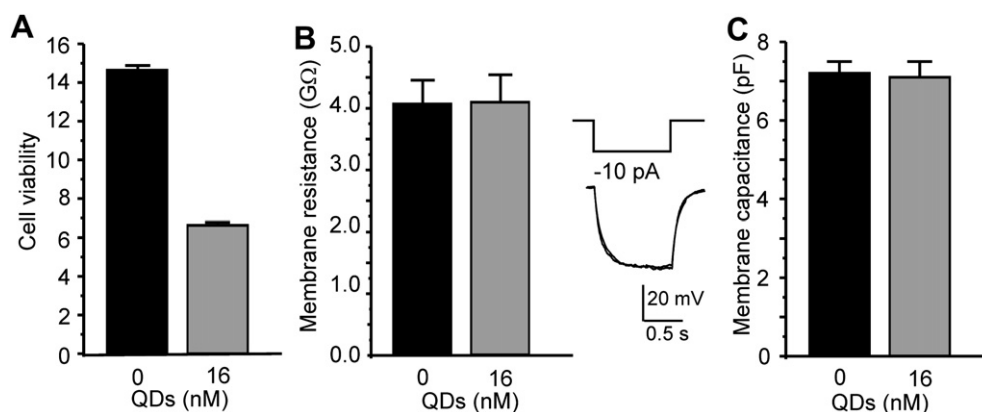 A
Cell viability
16
14
12
10
8
6
4
2
0
0
16
QDs (nM)
B
Membrane resistance (GΩ)
5.0
4.0
3.0
2.0
1.0
0.0
0
16
QDs (nM)
-10 pA
20 mV
0.5 s
C
Membrane capacitance (pF)
8
6
4
2
0
0
16
QDs (nM)